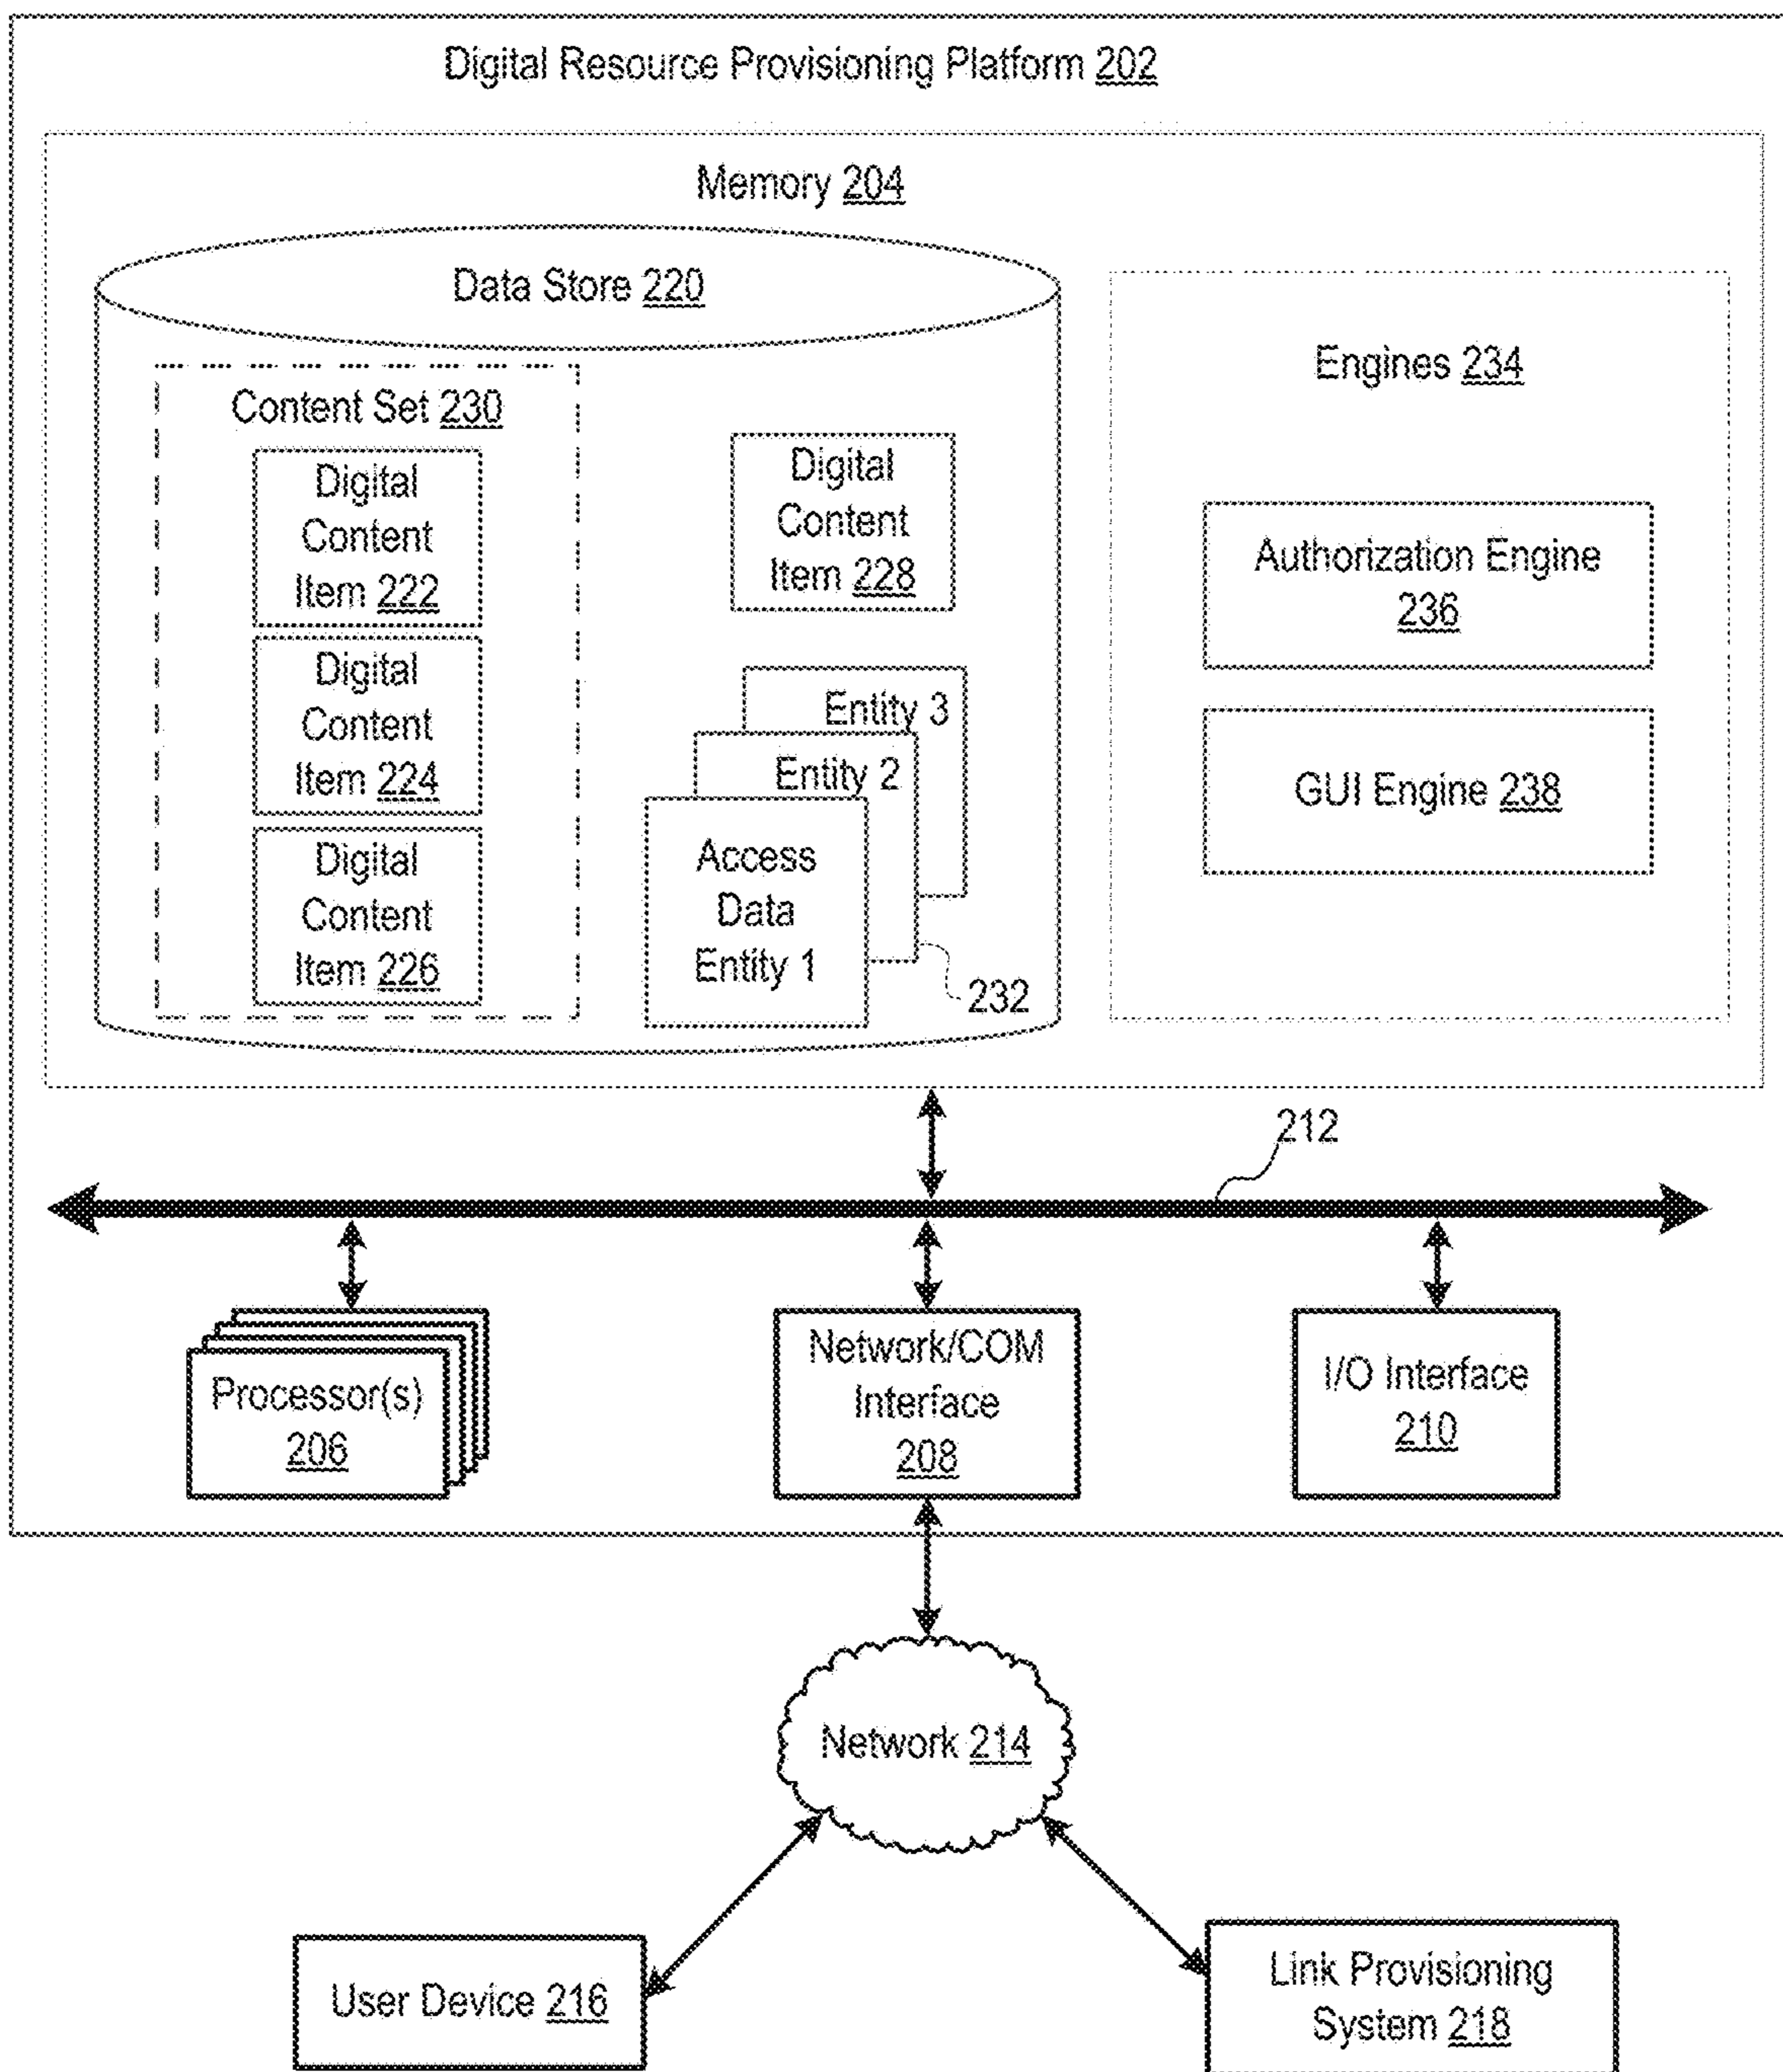 Digital Resource Provisioning Platform 202
Memory 204
Data Store 220
Content Set 230
Digital
Content
Item 222
Digital
Content
Item 224
Digital
Content
Item 226
Digital
Content
Item 228
Entity 3
Entity 2
Access
Data
Entity 1
232
Engines 234
Authorization Engine
236
GUI Engine 238
212
Processor(s)
206
Network/COM
Interface
208
I/O Interface
210
Network 214
User Device 216
Link Provisioning
System 218